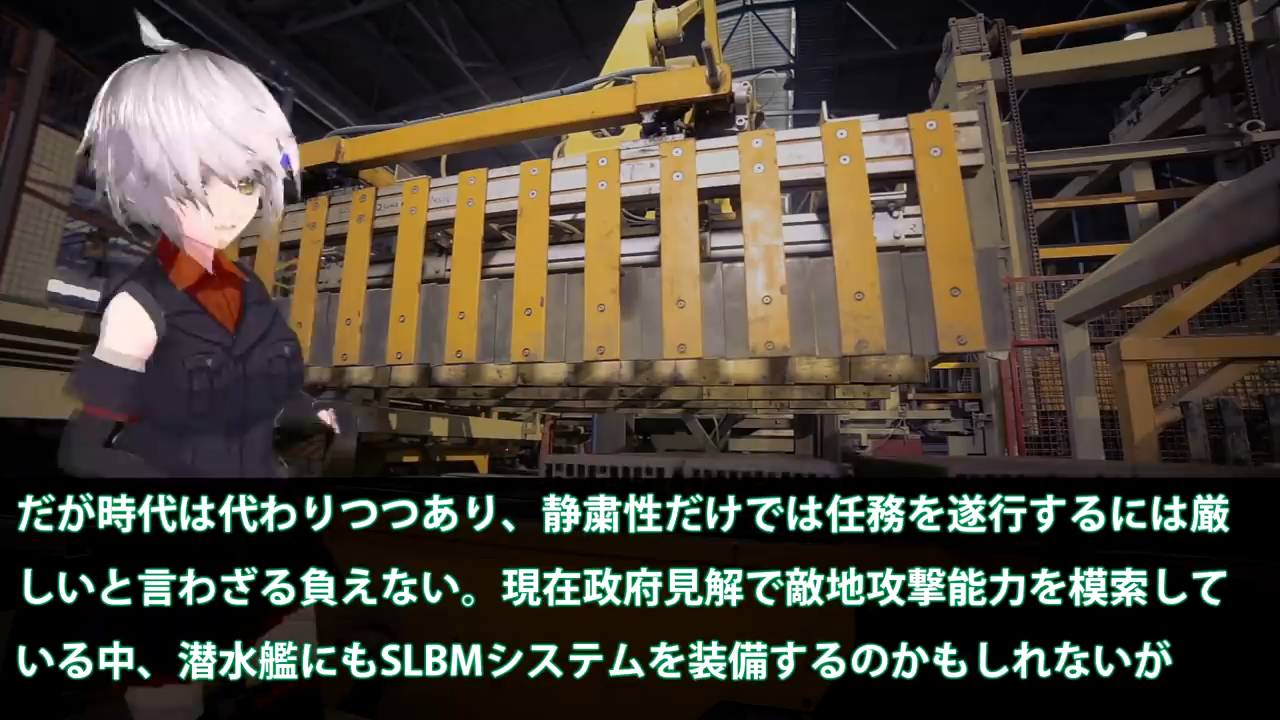 だが時代は代わりつつあり、静粛性だけでは任務を遂行するには厳
しいと言わざる負えない。現在政府見解で敵地攻撃能力を模索して
いる中、潜水艦にもSLBMシステムを装備するのかもしれないが